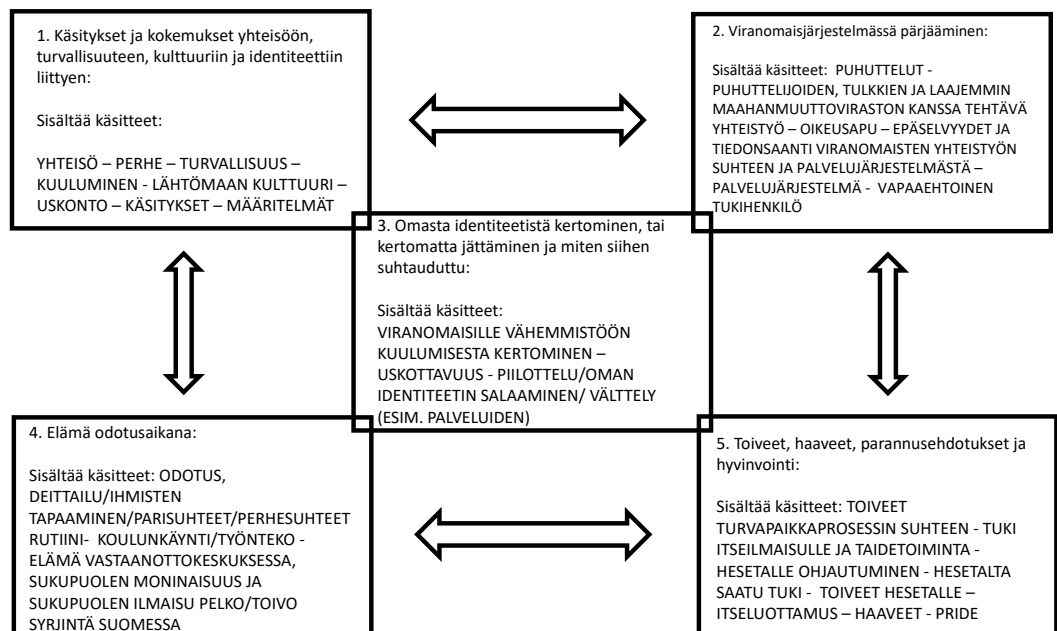 1. Käsitykset ja kokemukset yhteisöön,
turvallisuuteen, kulttuuriin ja identiteettiin
liittyen:
Sisältää käsitteet:
YHTEISÖ – PERHE – TURVALLISUUS –
KUULUMINEN - LÄHTÖMAAN KULTTUURI –
USKONTO – KÄSITYKSET – MÄÄRITELMÄT
2. Viranomaisjärjestelmässä pärjääminen:
Sisältää käsitteet: PUHUTTELUT -
PUHUTTELIJOIDEN, TULKKIEN JA LAAJEMMIN
MAAHANMUUTTOVIRASTON KANSSA TEHTÄVÄ
YHTEISTYÖ – OIKEUSAPU – EPÄSELVYYDET JA
TIEDONSAANTI VIRANOMAISTEN YHTEISTYÖN
SUHTEEN JA PALVELUJÄRJESTELMÄSTÄ –
PALVELUJÄRJESTELMÄ - VAPAAEHTOINEN
TUKIHENKILÖ
3. Omasta identiteetistä kertominen, tai
kertomatta jättäminen ja miten siihen
suhtauduttu:
Sisältää käsitteet:
VIRANOMAISILLE VÄHEMMISTÖÖN
KUULUMISESTA KERTOMINEN –
USKOTTAVUUS - PIILOTTELU/OMAN
IDENTITEETIN SALAAMINEN/ VÄLTTELY
(ESIM. PALVELUIDEN)
4. Elämä odotusaikana:
Sisältää käsitteet: ODOTUS,
DEITTAILU/IHMISTEN
TAPAAMINEN/PARISUHTEET/PERHESUHTEET
RUTIINI- KOULUNKÄYNTI/TYÖNTEKO -
ELÄMÄ VASTAANOTTOKESKUKSESSA,
SUKUPUOLEN MONINAISUUS JA
SUKUPUOLEN ILMAISU PELKO/TOIVO
SYRJINTÄ SUOMESSA
5. Toiveet, haaveet, parannusehdotukset ja
hyvinvointi:
Sisältää käsitteet: TOIVEET
TURVAPAIKKAPROSESSIN SUHTEEN - TUKI
ITSEILMAISULLE JA TAIDETOIMINTA -
HESETALLE OHJAUTUMINEN - HESETALTA
SAATU TUKI - TOIVEET HESETALLE –
ITSELUOTTAMUS – HAAVEET - PRIDE